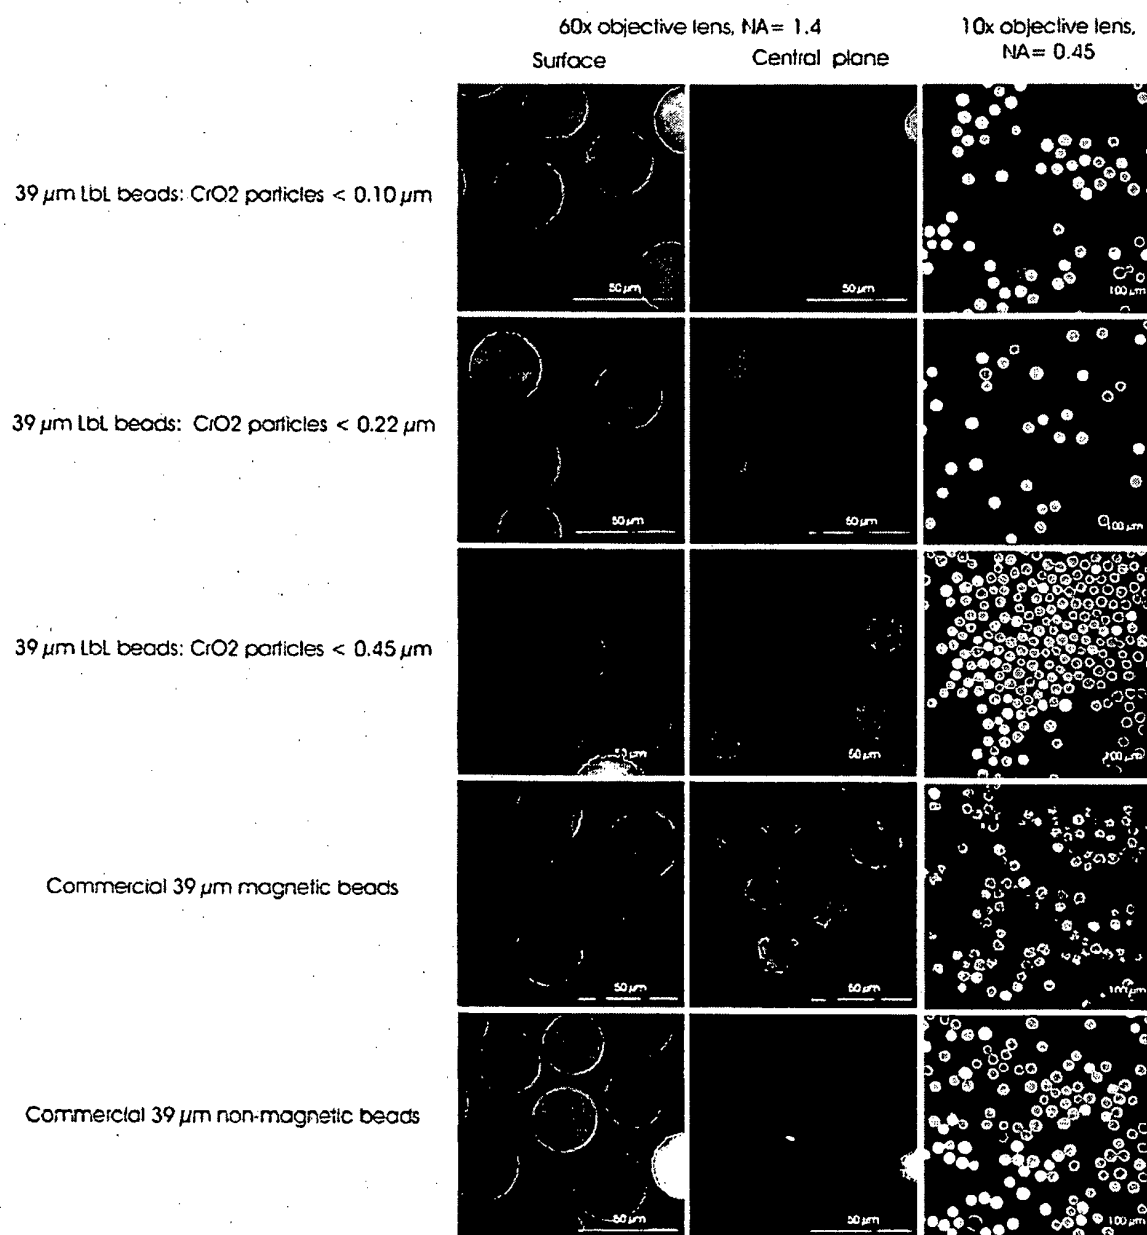 60x objective lens, NA= 1.4
10x objective lens,
NA= 0.45
Surface
Central plane
39 µm LbL beads: CrO2 particles < 0.10 µm
50 µm
50 µm
100 µm
39 µm LbL beads: CrO2 particles < 0.22 µm
50 µm
50 µm
100 µm
39 µm LbL beads: CrO2 particles < 0.45 µm
50 µm
50 µm
µm
Commercial 39 µm magnetic beads
50 µm
50 µm
100 µm
Commercial 39 µm non-magnetic beads
50 µm
50 µm
100 µm